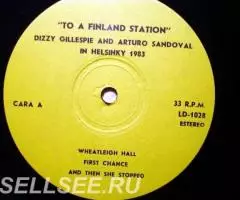 "TO A FINLAND STATION"
DIZZY GILLESPIE AND ARTURO SANDOVAL
IN HELSINKY 1983
CARA A
33 R.P.M.
LD-1028
ESTEREO
WHEATLEIGH HALL
FIRST CHANCE
AND THEN SHE STOPPED
SELLSEE.RU